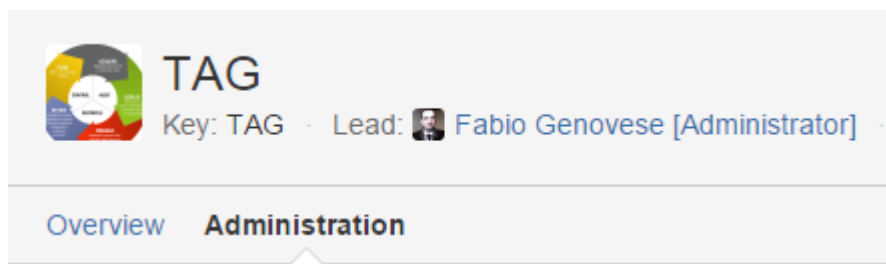 TAG
Key: TAG · Lead: Fabio Genovese [Administrator] ·
Overview Administration